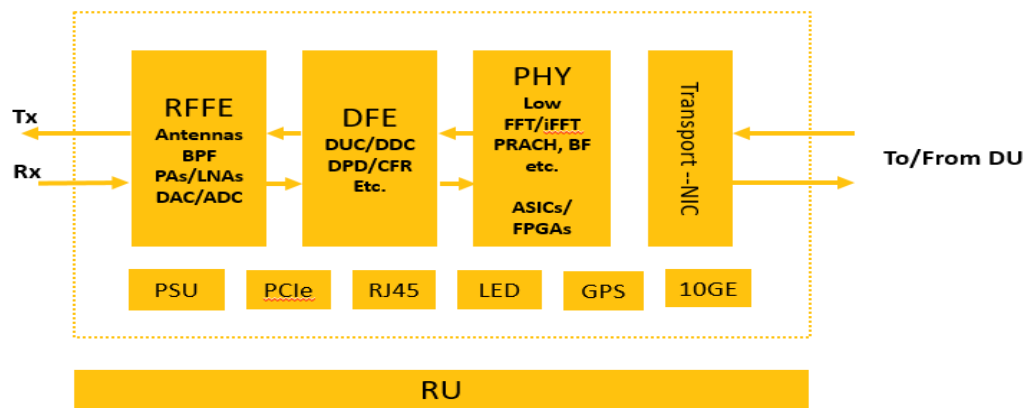 Tx
Rx
RFFE
Antennas
BPF
PAs/LNAs
DAC/ADC
DFE
DUC/DDC
DPD/CFR
Etc.
PHY
Low
FFT/iFFT
PRACH, BF
etc.
ASICs/
FPGAs
Transport --NIC
To/From DU
PSU
PCIe
RJ45
LED
GPS
10GE
RU